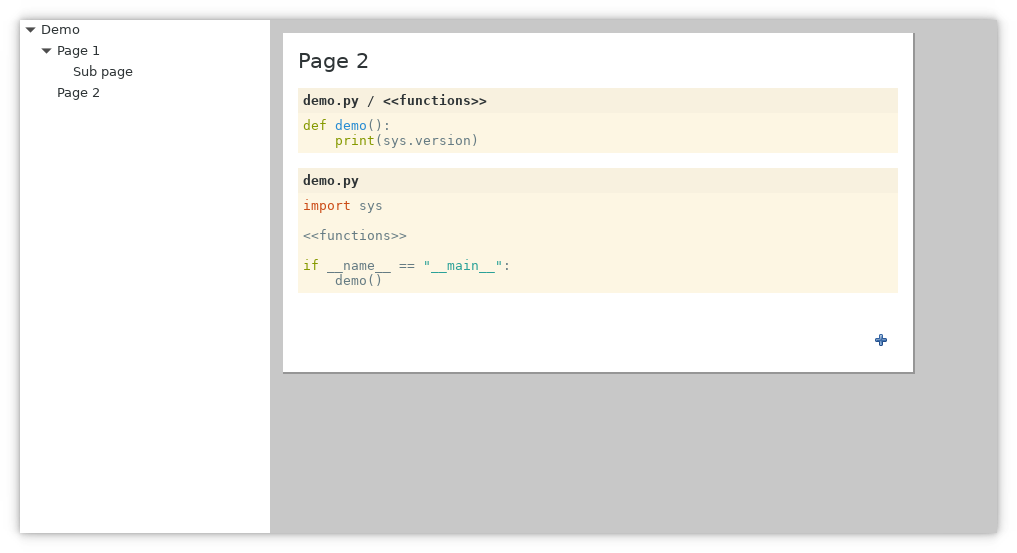 Demo
Page 1
Sub page
Page 2
Page 2
demo.py / <<functions>>
def demo():
    print(sys.version)
demo.py
import sys
<<functions>>
if __name__ == "__main__":
    demo()